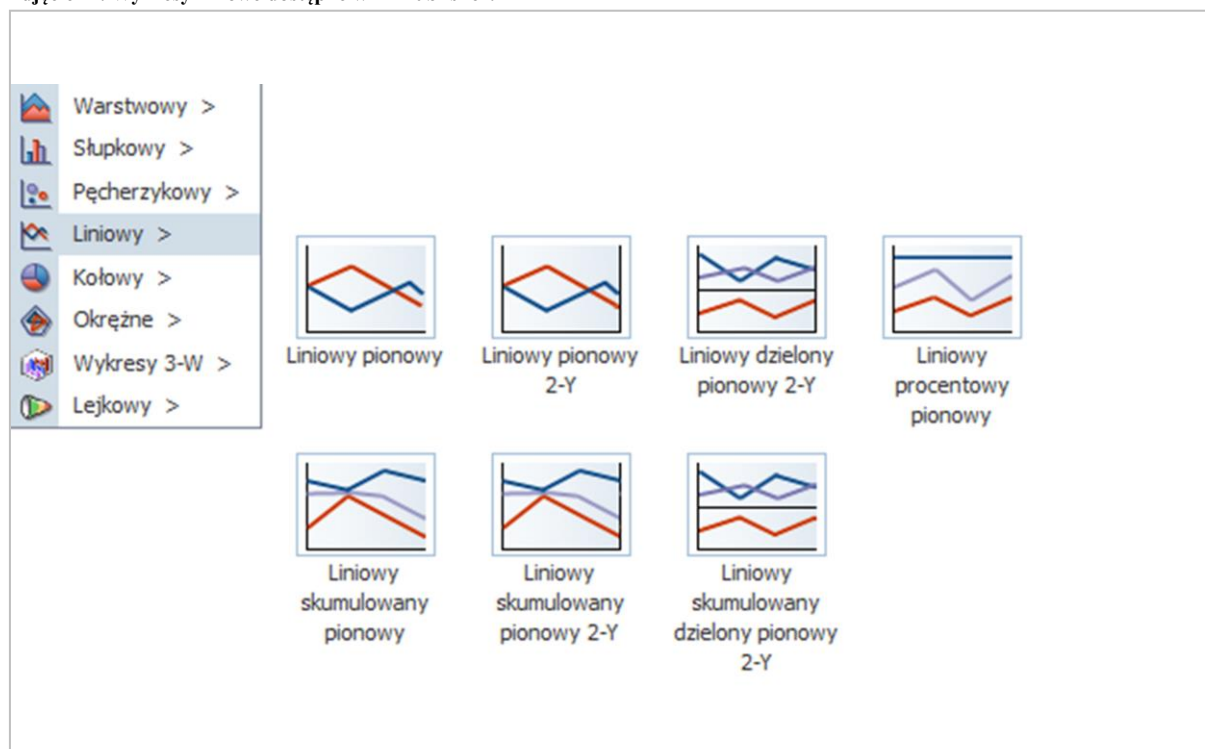 Warstwowy >
Słupkowy >
Pęcherzykowy >
Liniowy >
Kołowy >
Okrężne >
Wykresy 3-W >
Lejkowy >
Liniowy pionowy
Liniowy pionowy
2-Y
Liniowy dzielony
pionowy 2-Y
Liniowy
procentowy
pionowy
Liniowy
skumulowany
pionowy
Liniowy
skumulowany
pionowy 2-Y
Liniowy
skumulowany
dzielony pionowy
2-Y